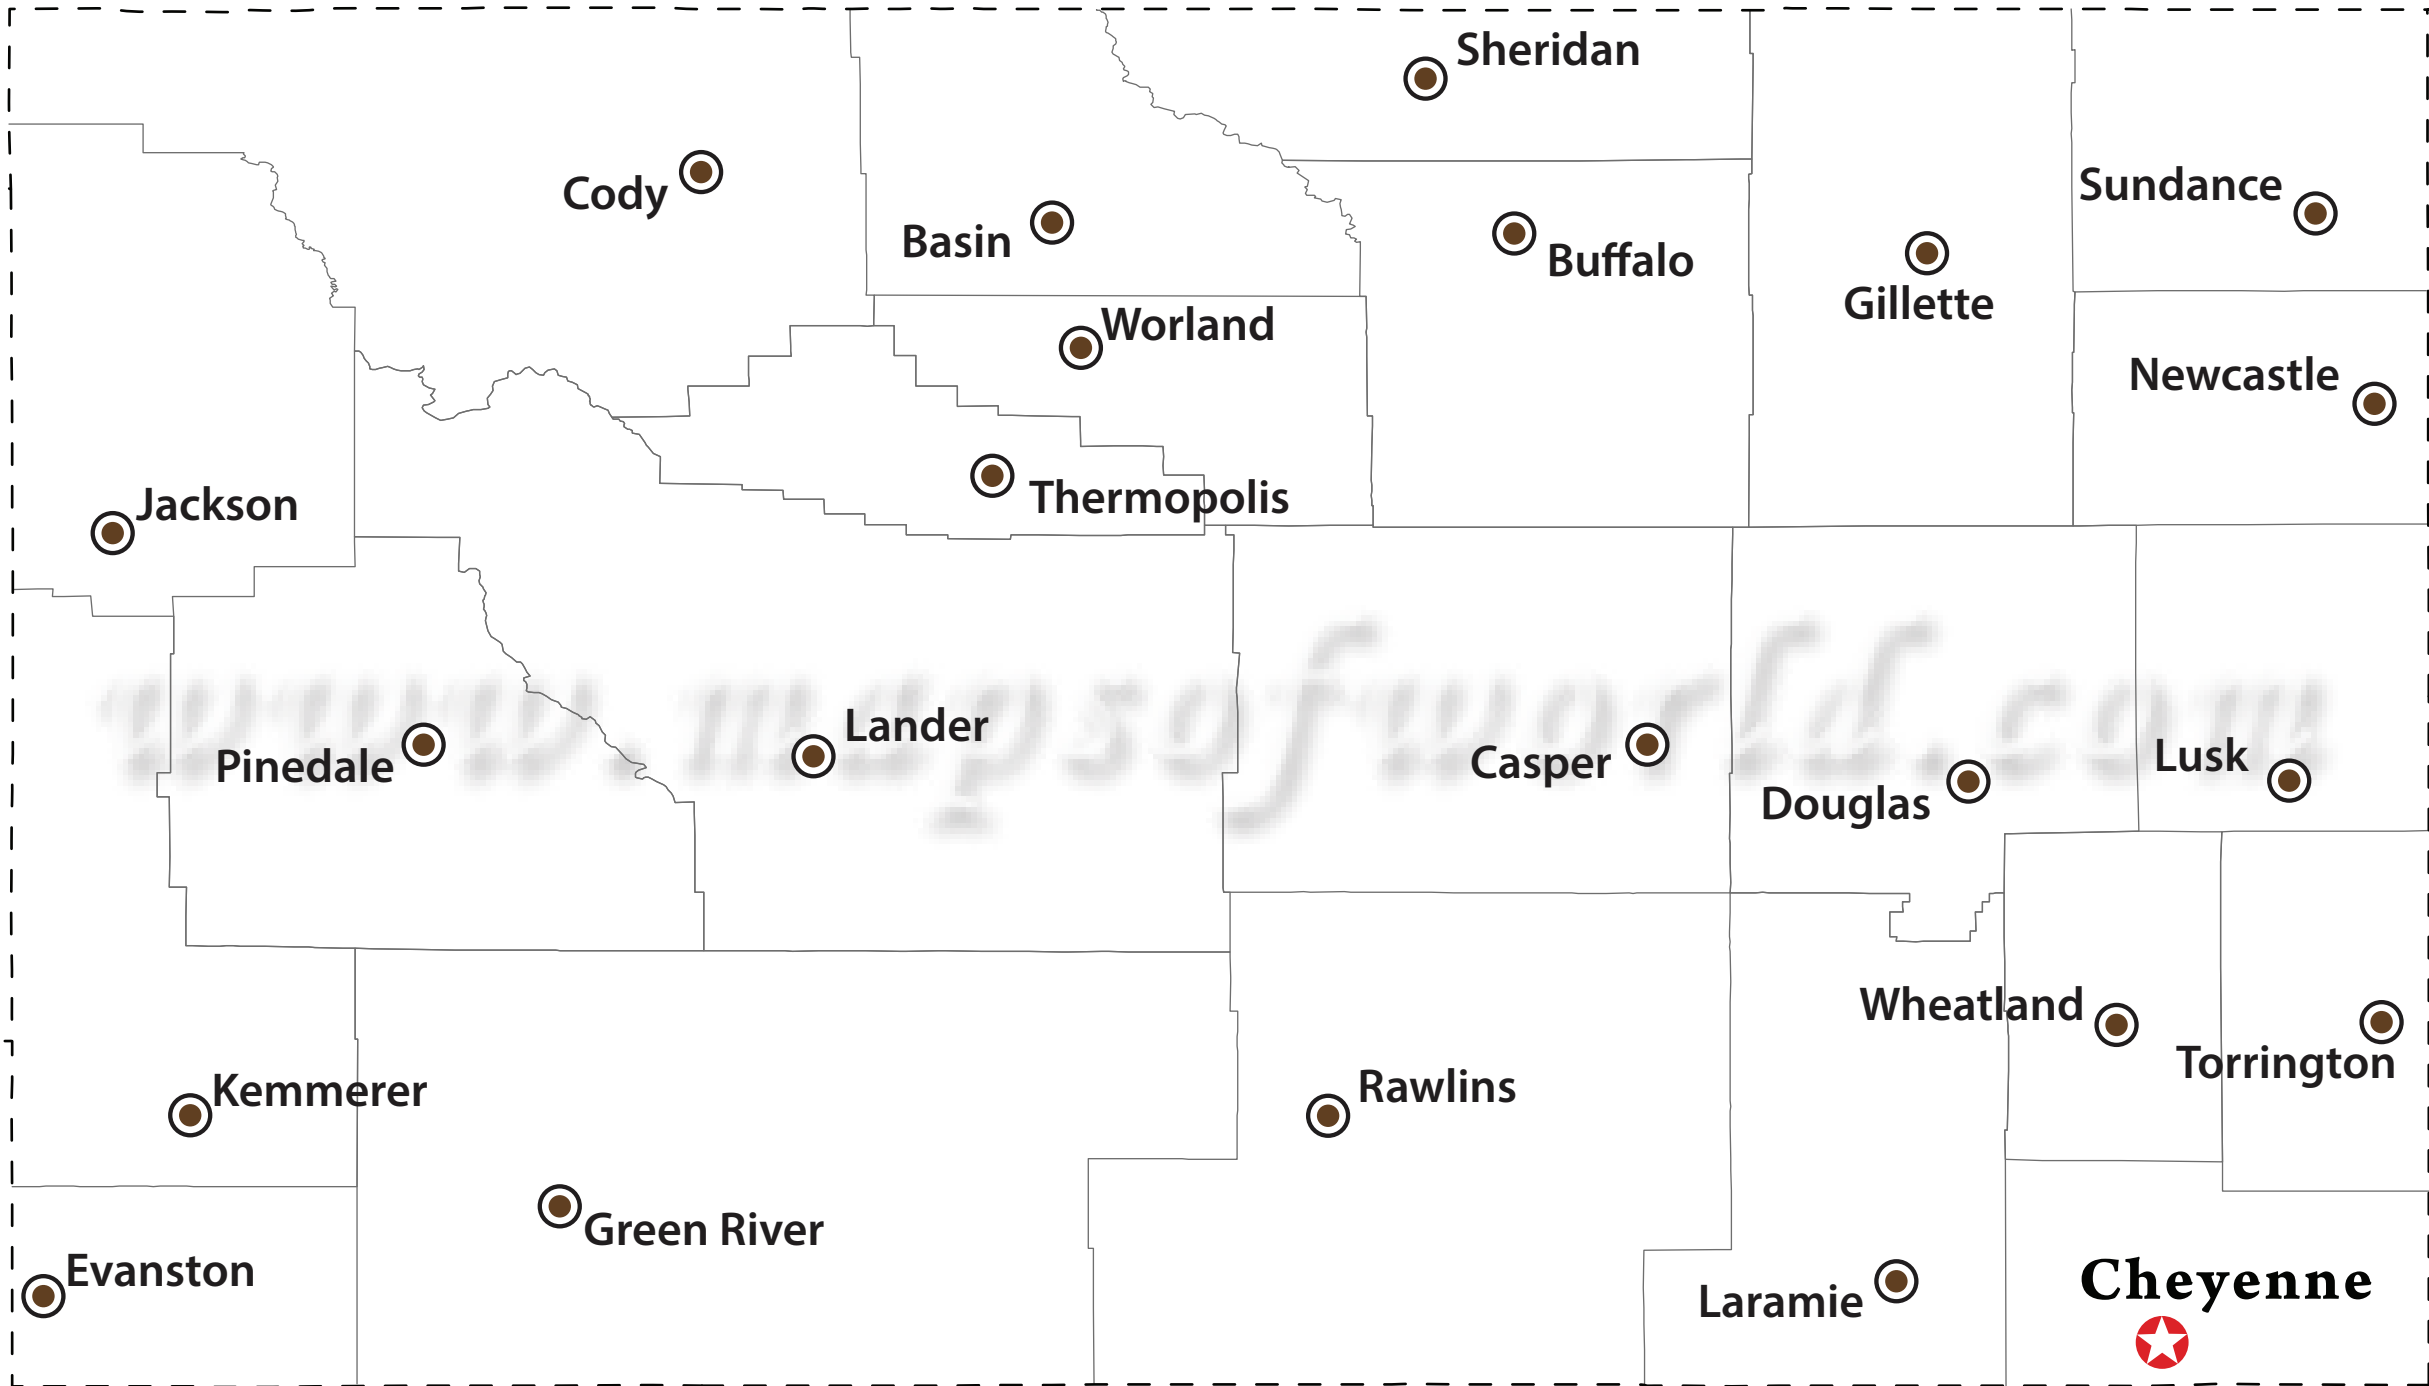 Sheridan
Cody
Sundance
Basin
Buffalo
Gillette
Worland
Newcastle
Thermopolis
Jackson
www.mapsofworld.com
Lander
Pinedale
Casper
Lusk
Douglas
Wheatland
Torrington
Kemmerer
Rawlins
Green River
Evanston
Laramie
Cheyenne